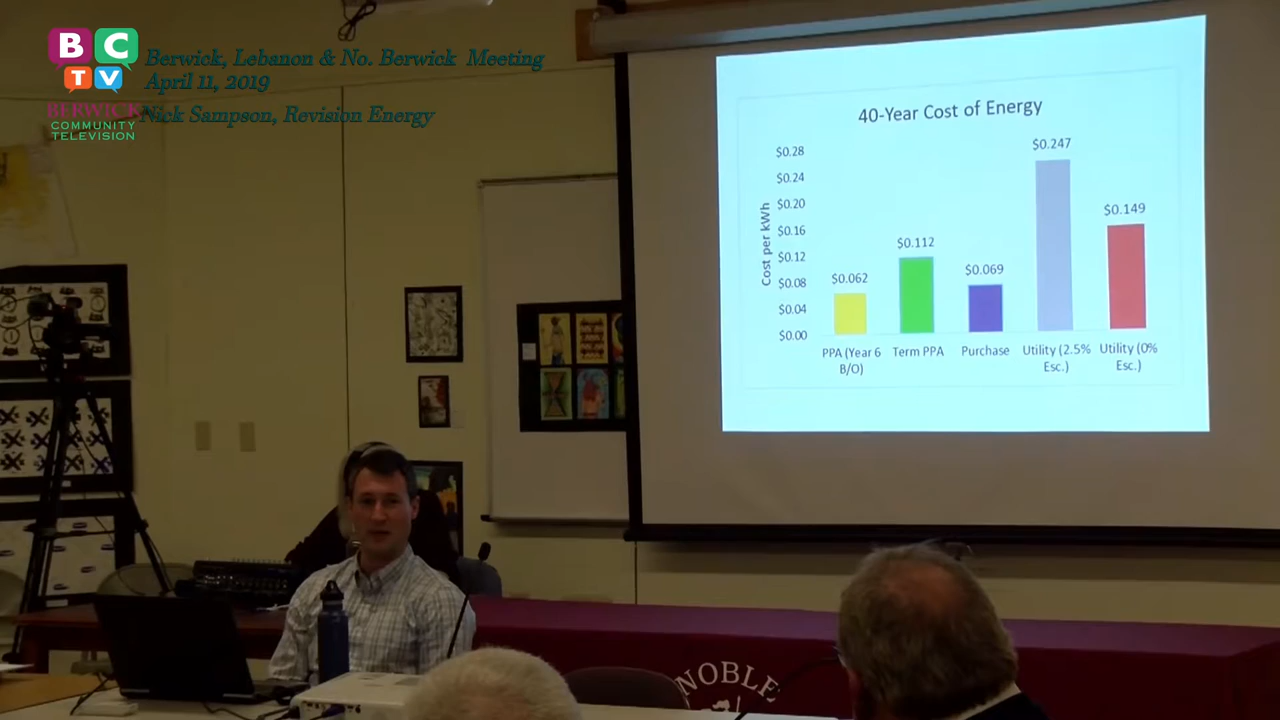 BC
TV
BERWICK
COMMUNITY
TELEVISION
Berwick, Lebanon & No. Berwick Meeting
April 11, 2019
Nick Sampson, Revision Energy
40-Year Cost of Energy
Cost per kWh
$0.28
$0.24
$0.20
$0.16
$0.12
$0.08
$0.04
$0.00
$0.062
$0.112
$0.069
$0.247
$0.149
PPA (Year 6
B/O)
Term PPA
Purchase
Utility (2.5%
Esc.)
Utility (0%
Esc.)
NOBLE